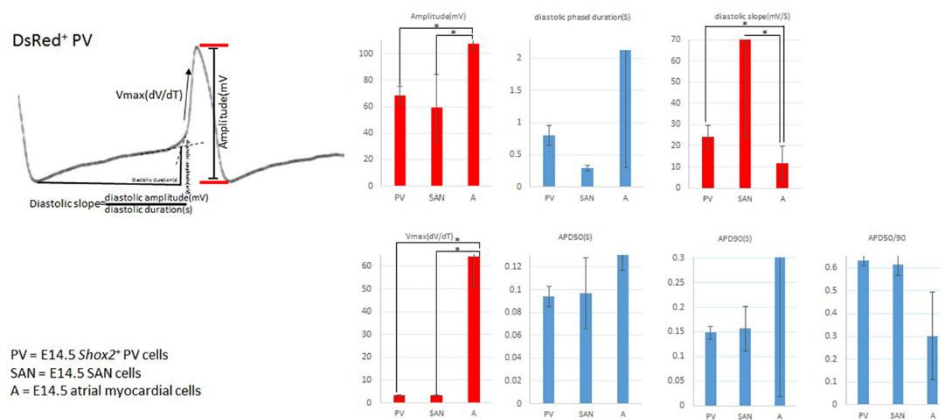 DsRed⁺ PV
Vmax(dV/dT)
Amplitude(mV
Diastolic duration(s)
Diastolic slope=
diastolic amplitude(mV)
diastolic duration(s)
PV = E14.5 Shox2⁺ PV cells
SAN = E14.5 SAN cells
A = E14.5 atrial myocardial cells
Amplitude(mV)
*
*
100
80
60
40
20
0
PV SAN A
diastolic phasel duration(S)
2
1.5
1
0.5
0
PV SAN A
diastolic slope(mV/S)
*
*
70
60
50
40
30
20
10
0
PV SAN A
Vmax(dV/dT)
*
*
60
50
40
30
20
10
0
PV SAN A
APD50(S)
0.12
0.1
0.08
0.06
0.04
0.02
0.00
PV SAN A
APD90(S)
0.3
0.25
0.2
0.15
0.1
0.05
0
PV SAN A
APD50/90
0.6
0.5
0.4
0.3
0.2
0.1
0
PV SAN A